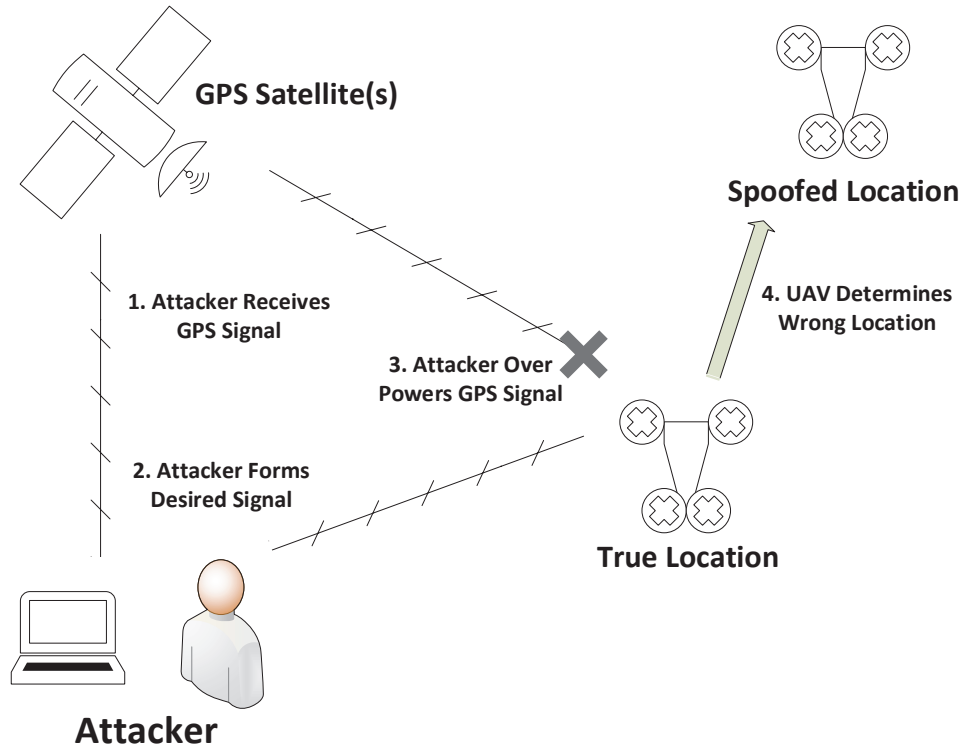 GPS Satellite(s)
Spoofed Location
1. Attacker Receives
GPS Signal
4. UAV Determines
Wrong Location
3. Attacker Over
Powers GPS Signal
2. Attacker Forms
Desired Signal
True Location
Attacker